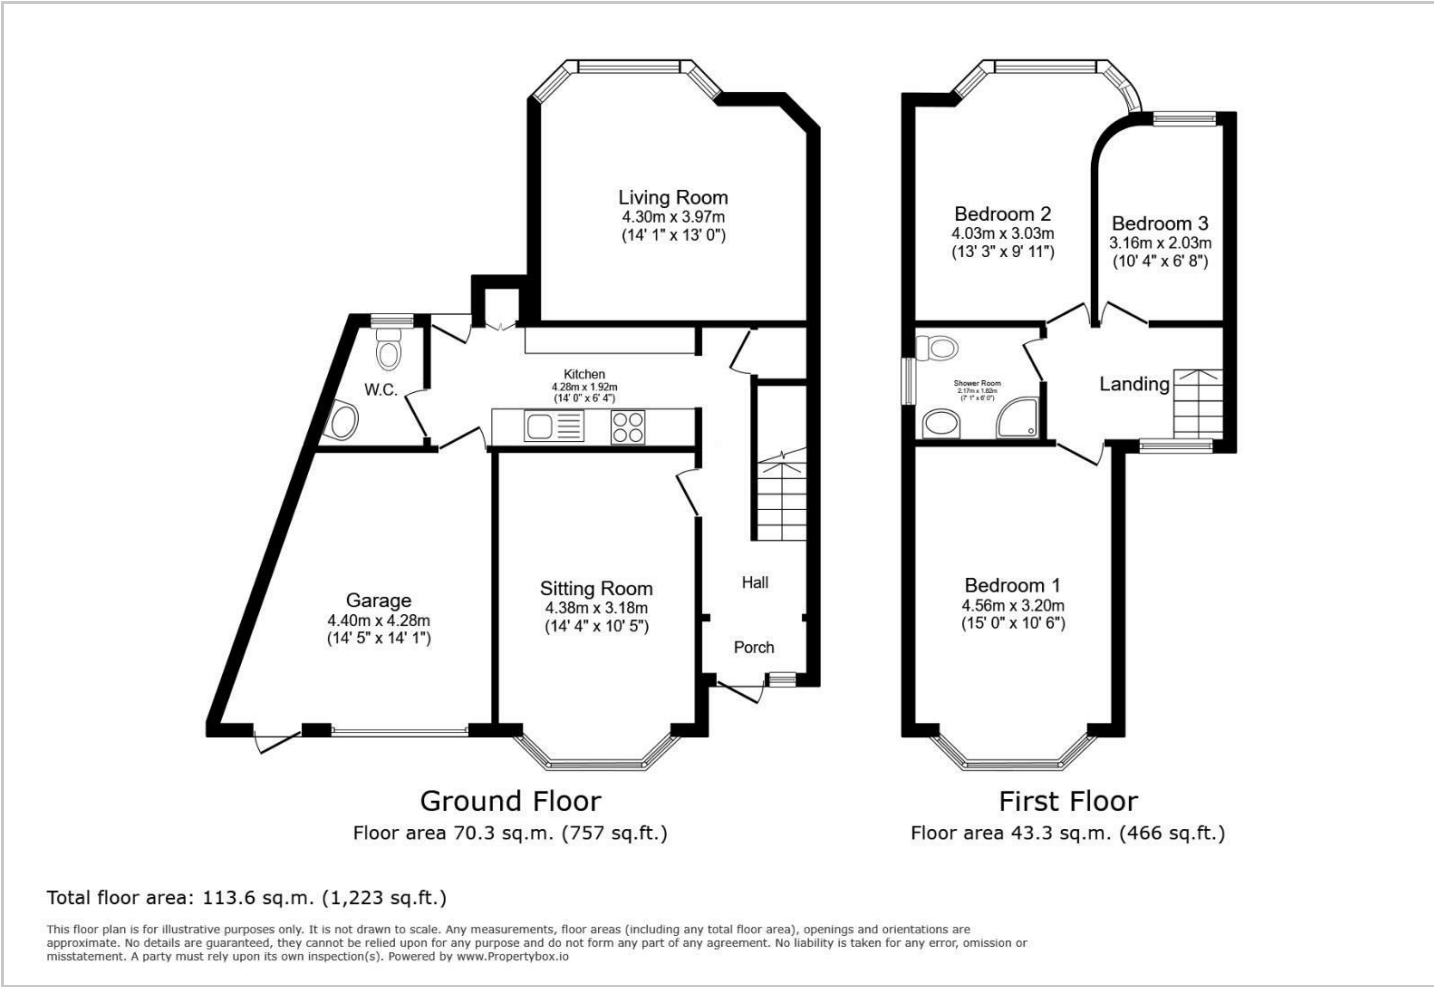 Living Room
4.30m x 3.97m
(14' 1" x 13' 0")
Kitchen
4.28m x 1.92m
(14' 0" x 6' 4")
W.C.
Garage
4.40m x 4.28m
(14' 5" x 14' 1")
Sitting Room
4.38m x 3.18m
(14' 4" x 10' 5")
Hall
Porch
Ground Floor
Floor area 70.3 sq.m. (757 sq.ft.)
Bedroom 2
4.03m x 3.03m
(13' 3" x 9' 11")
Bedroom 3
3.16m x 2.03m
(10' 4" x 6' 8")
Shower Room
2.17m x 1.82m
(7' 1" x 6' 0")
Landing
Bedroom 1
4.56m x 3.20m
(15' 0" x 10' 6")
First Floor
Floor area 43.3 sq.m. (466 sq.ft.)
Total floor area: 113.6 sq.m. (1,223 sq.ft.)
This floor plan is for illustrative purposes only. It is not drawn to scale. Any measurements, floor areas (including any total floor area), openings and orientations are
approximate. No details are guaranteed, they cannot be relied upon for any purpose and do not form any part of any agreement. No liability is taken for any error, omission or
misstatement. A party must rely upon its own inspection(s). Powered by www.Propertybox.io